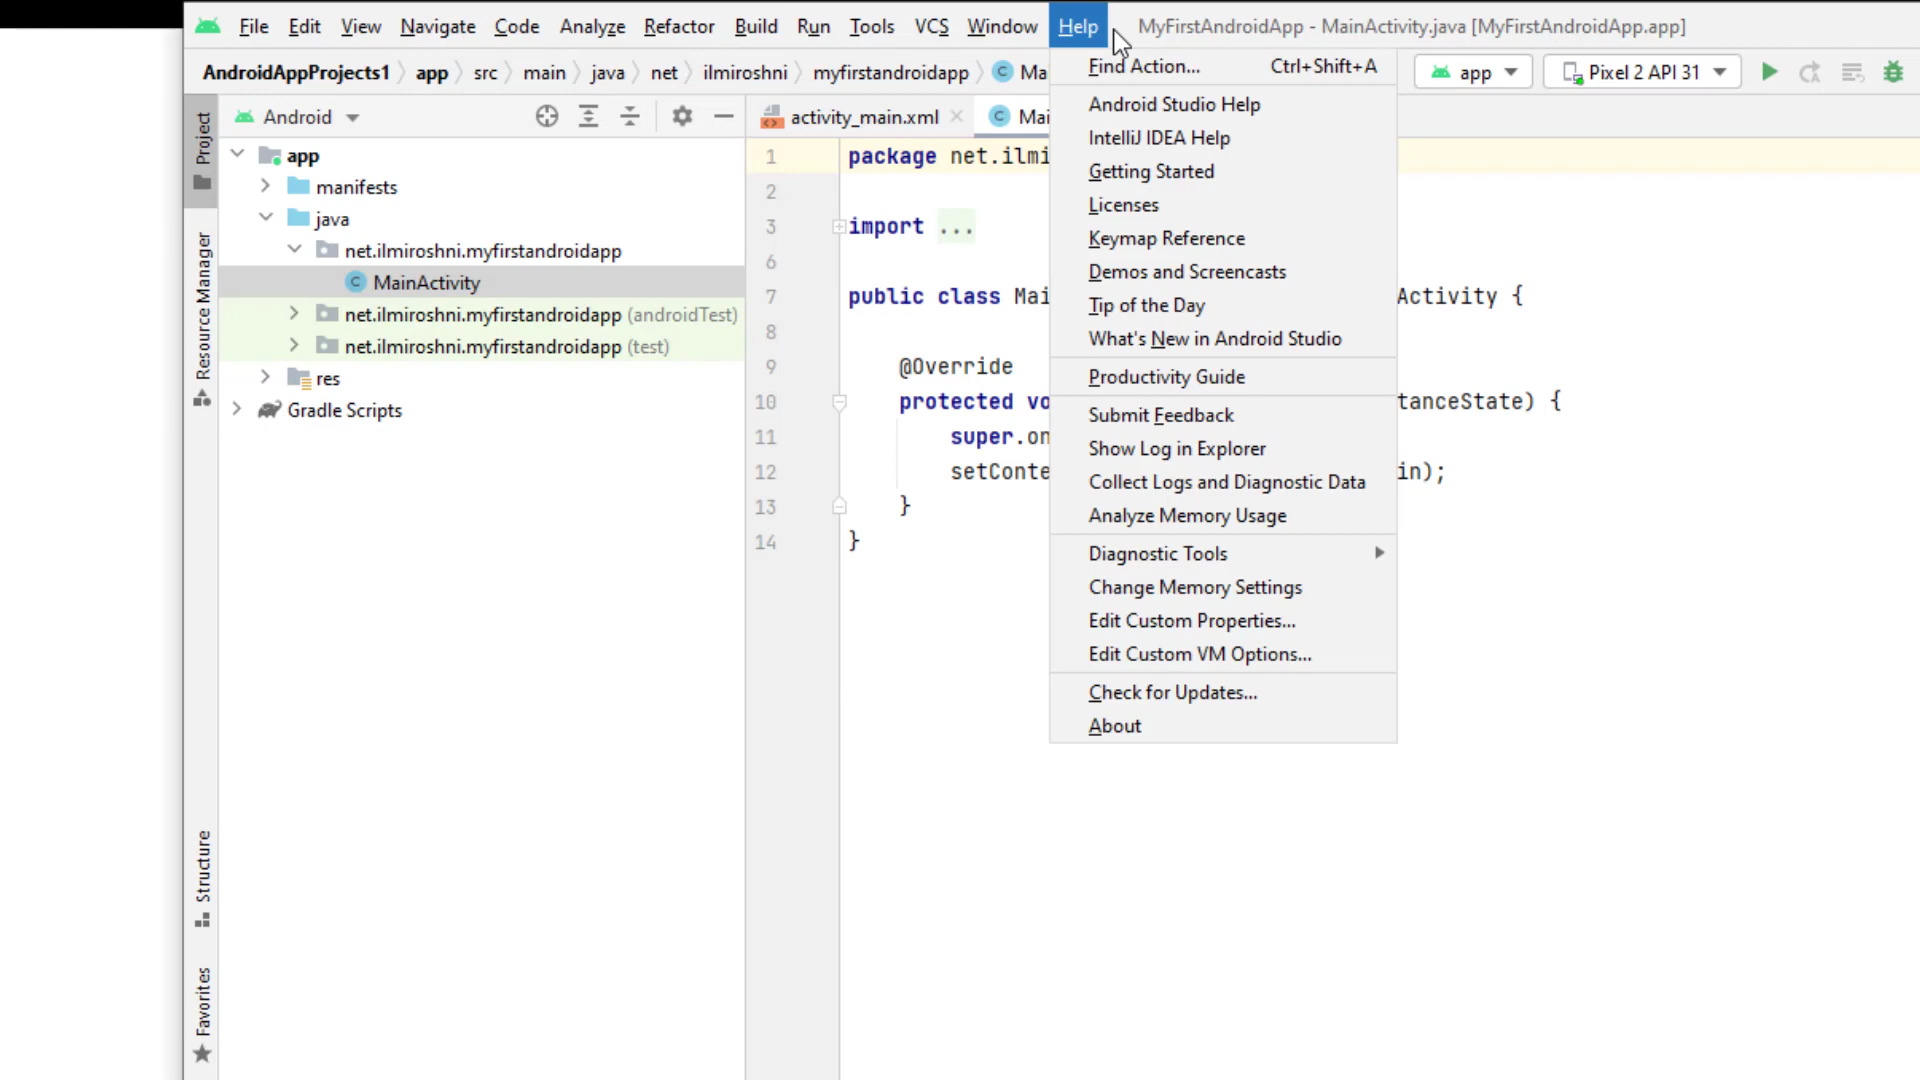 File Edit View Navigate Code Analyze Refactor Build Run Tools VCS Window Help MyFirstAndroidApp - MainActivity.java [MyFirstAndroidApp.app]
AndroidAppProjects1 app src main java net ilmiroshni myfirstandroidapp Ma
app Pixel 2 API 31
Project
Resource Manager
Structure
Favorites
Android
app
manifests
java
net.ilmiroshni.myfirstandroidapp
MainActivity
net.ilmiroshni.myfirstandroidapp (androidTest)
net.ilmiroshni.myfirstandroidapp (test)
res
Gradle Scripts
activity_main.xml Mai
1 package net.ilmi
2
3 import ...
6
7 public class Mai Activity {
8
9 @Override
10 protected vo tanceState) {
11 super.on
12 setConte in);
13 }
14 }
Find Action... Ctrl+Shift+A
Android Studio Help
IntelliJ IDEA Help
Getting Started
Licenses
Keymap Reference
Demos and Screencasts
Tip of the Day
What's New in Android Studio
Productivity Guide
Submit Feedback
Show Log in Explorer
Collect Logs and Diagnostic Data
Analyze Memory Usage
Diagnostic Tools
Change Memory Settings
Edit Custom Properties...
Edit Custom VM Options...
Check for Updates...
About